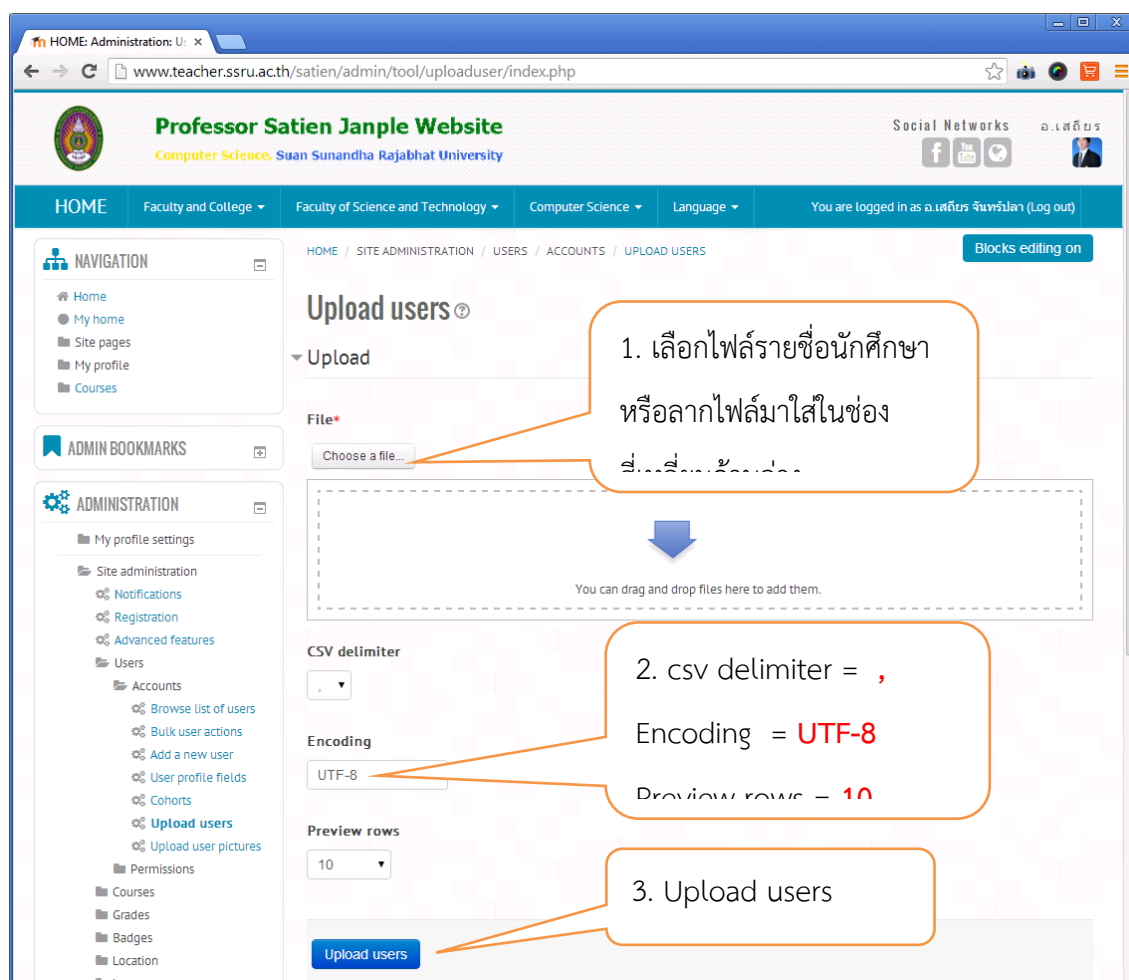 HOME: Administration: U
www.teacher.ssru.ac.th/satien/admin/tool/uploaduser/index.php
Professor Satien Janple Website
Computer Science. Suan Sunandha Rajabhat University
Social Networks
อ.เสถียร
HOME Faculty and College Faculty of Science and Technology Computer Science Language You are logged in as อ.เสถียร จันทร์ปลา (Log out)
NAVIGATION
Home
My home
Site pages
My profile
Courses
ADMIN BOOKMARKS
ADMINISTRATION
My profile settings
Site administration
Notifications
Registration
Advanced features
Users
Accounts
Browse list of users
Bulk user actions
Add a new user
User profile fields
Cohorts
Upload users
Upload user pictures
Permissions
Courses
Grades
Badges
Location
HOME / SITE ADMINISTRATION / USERS / ACCOUNTS / UPLOAD USERS
Blocks editing on
Upload users
Upload
File*
Choose a file...
1. เลือกไฟล์รายชื่อนักศึกษา
หรือลากไฟล์มาใส่ในช่อง
You can drag and drop files here to add them.
CSV delimiter
,
Encoding
UTF-8
2. csv delimiter = ,
Encoding = UTF-8
Preview rows = 10
Preview rows
10
3. Upload users
Upload users